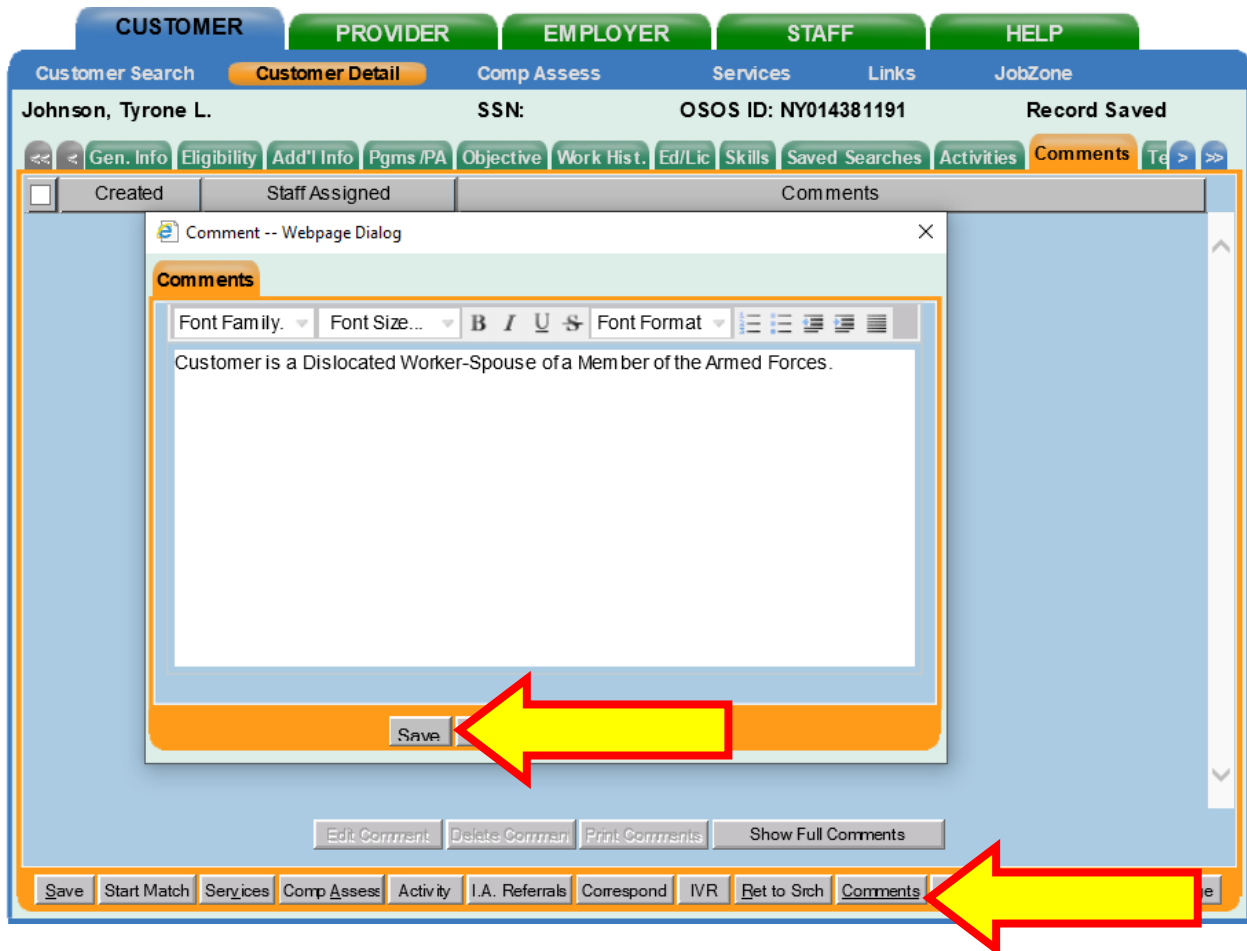 CUSTOMER PROVIDER EMPLOYER STAFF HELP
Customer Search Customer Detail Comp Assess Services Links JobZone
Johnson, Tyrone L. SSN: OSOS ID: NY014381191 Record Saved
<< < Gen. Info Eligibility Add'l Info Pgms /PA Objective Work Hist. Ed/Lic Skills Saved Searches Activities Comments Te > >>
Created Staff Assigned Comments
Comment -- Webpage Dialog
Comments
Font Family. Font Size... B I U S Font Format
Customer is a Dislocated Worker-Spouse of a Member of the Armed Forces.
Save
Edit Comment Delete Commen Print Comments Show Full Comments
Save Start Match Services Comp Assess Activity I.A. Referrals Correspond IVR Ret to Srch Comments